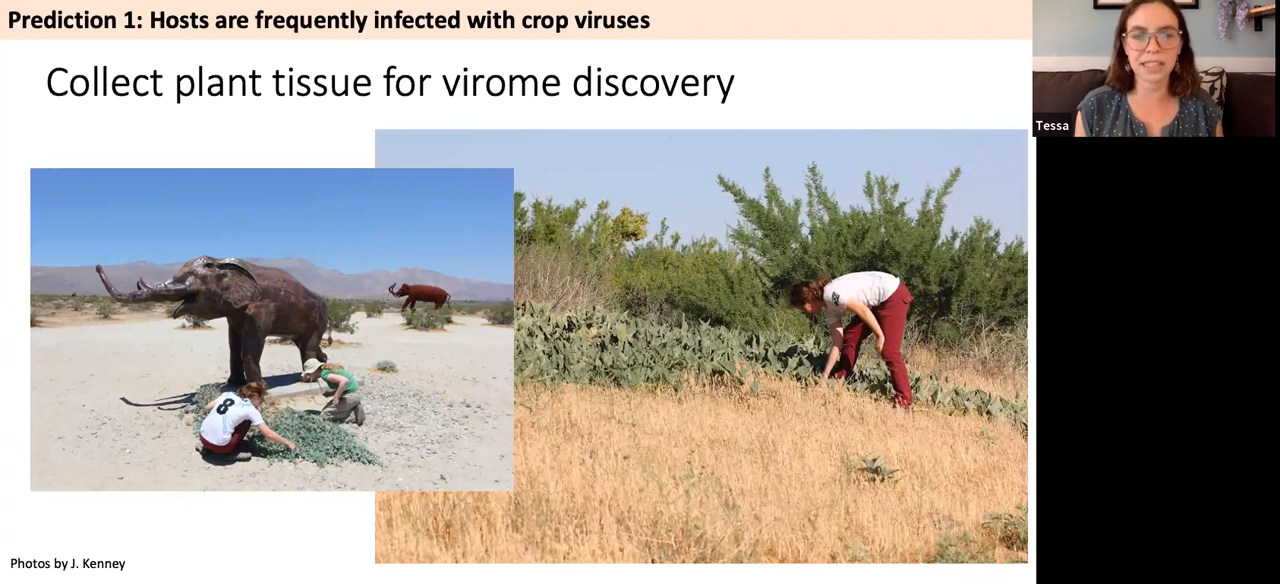 Prediction 1: Hosts are frequently infected with crop viruses
Collect plant tissue for virome discovery
Tessa
8
Photos by J. Kenney